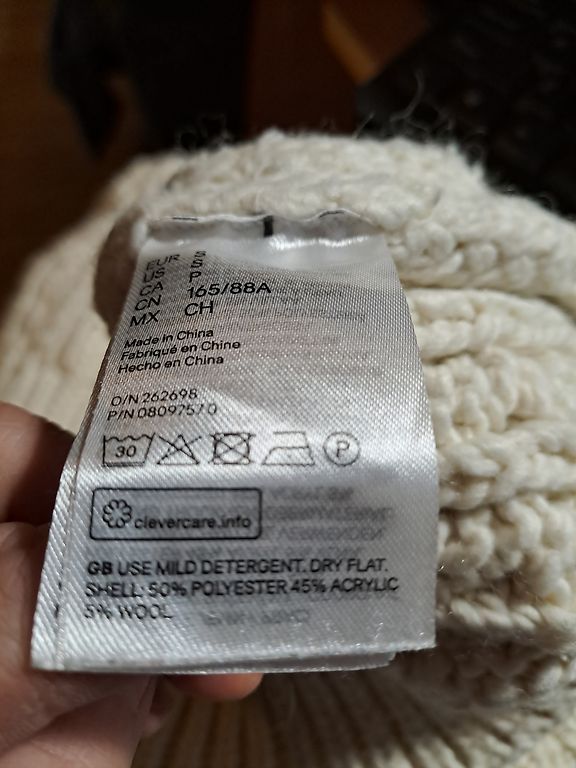 EUR S
US S
CA P
CN 165/88A
MX CH
Made in China
Fabriqué en Chine
Hecho en China
O/N 262698
P/N 0809757 0
30
P
clevercare.info
GB USE MILD DETERGENT. DRY FLAT.
SHELL: 50% POLYESTER 45% ACRYLIC
5% WOOL